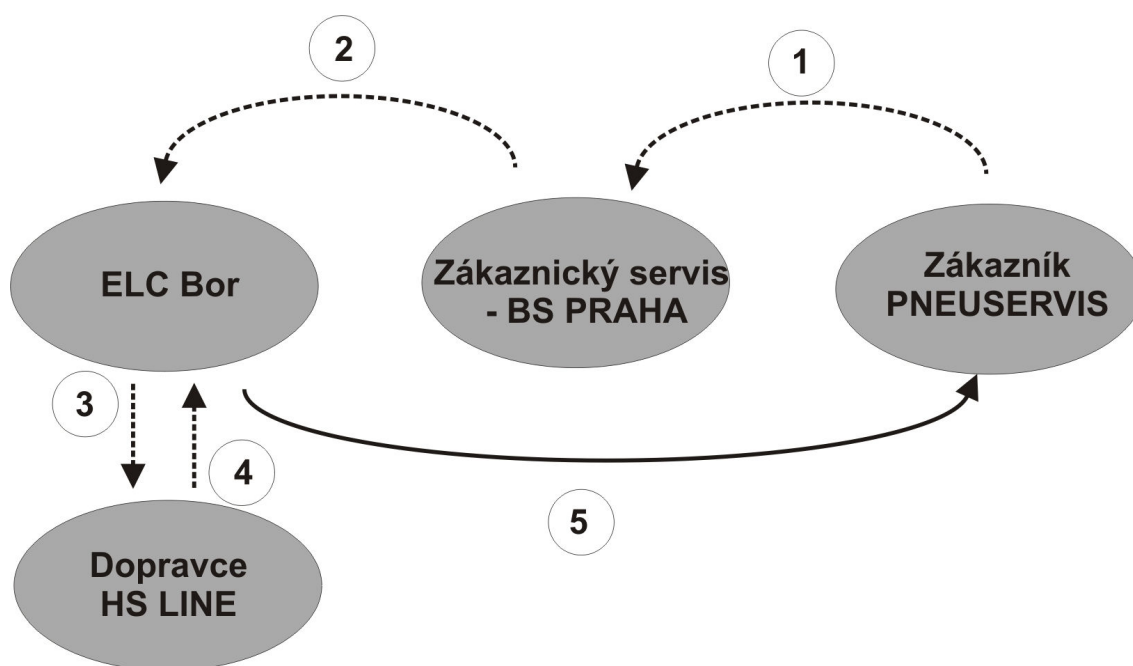 2
1
ELC Bor
Zákaznický servis
- BS PRAHA
Zákazník
PNEUSERVIS
3
4
5
Dopravce
HS LINE